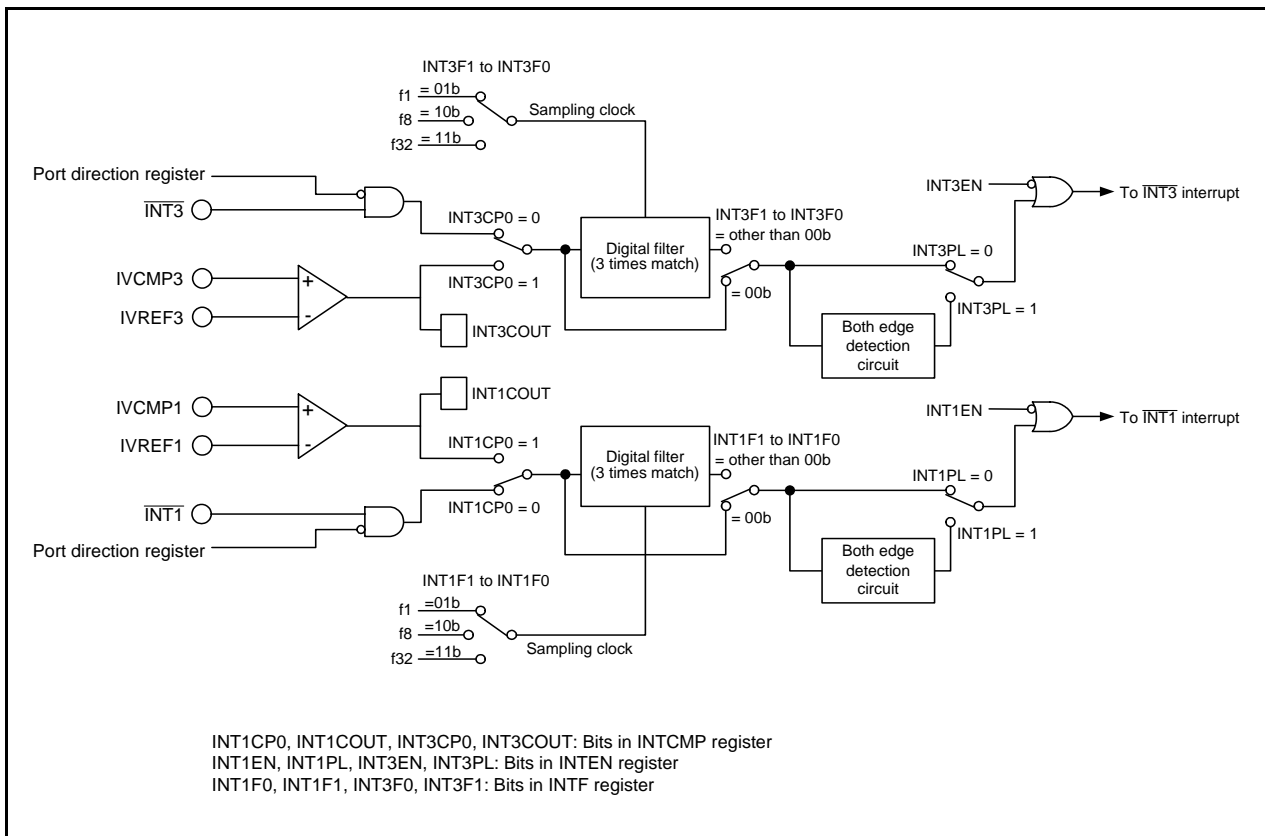 INT3F1 to INT3F0
f1 = 01b
f8 = 10b
f32 = 11b
Sampling clock
Port direction register
INT3
INT3CP0 = 0
IVCMP3
IVREF3
+
-
INT3CP0 = 1
INT3COUT
Digital filter
(3 times match)
INT3F1 to INT3F0
= other than 00b
= 00b
INT3EN
To INT3 interrupt
INT3PL = 0
INT3PL = 1
Both edge
detection
circuit
INT1COUT
IVCMP1
IVREF1
+
-
INT1CP0 = 1
INT1
INT1CP0 = 0
Port direction register
Digital filter
(3 times match)
INT1F1 to INT1F0
= other than 00b
= 00b
INT1EN
To INT1 interrupt
INT1PL = 0
INT1PL = 1
Both edge
detection
circuit
INT1F1 to INT1F0
f1 =01b
f8 =10b
f32 =11b
Sampling clock
INT1CP0, INT1COUT, INT3CP0, INT3COUT: Bits in INTCMP register
INT1EN, INT1PL, INT3EN, INT3PL: Bits in INTEN register
INT1F0, INT1F1, INT3F0, INT3F1: Bits in INTF register